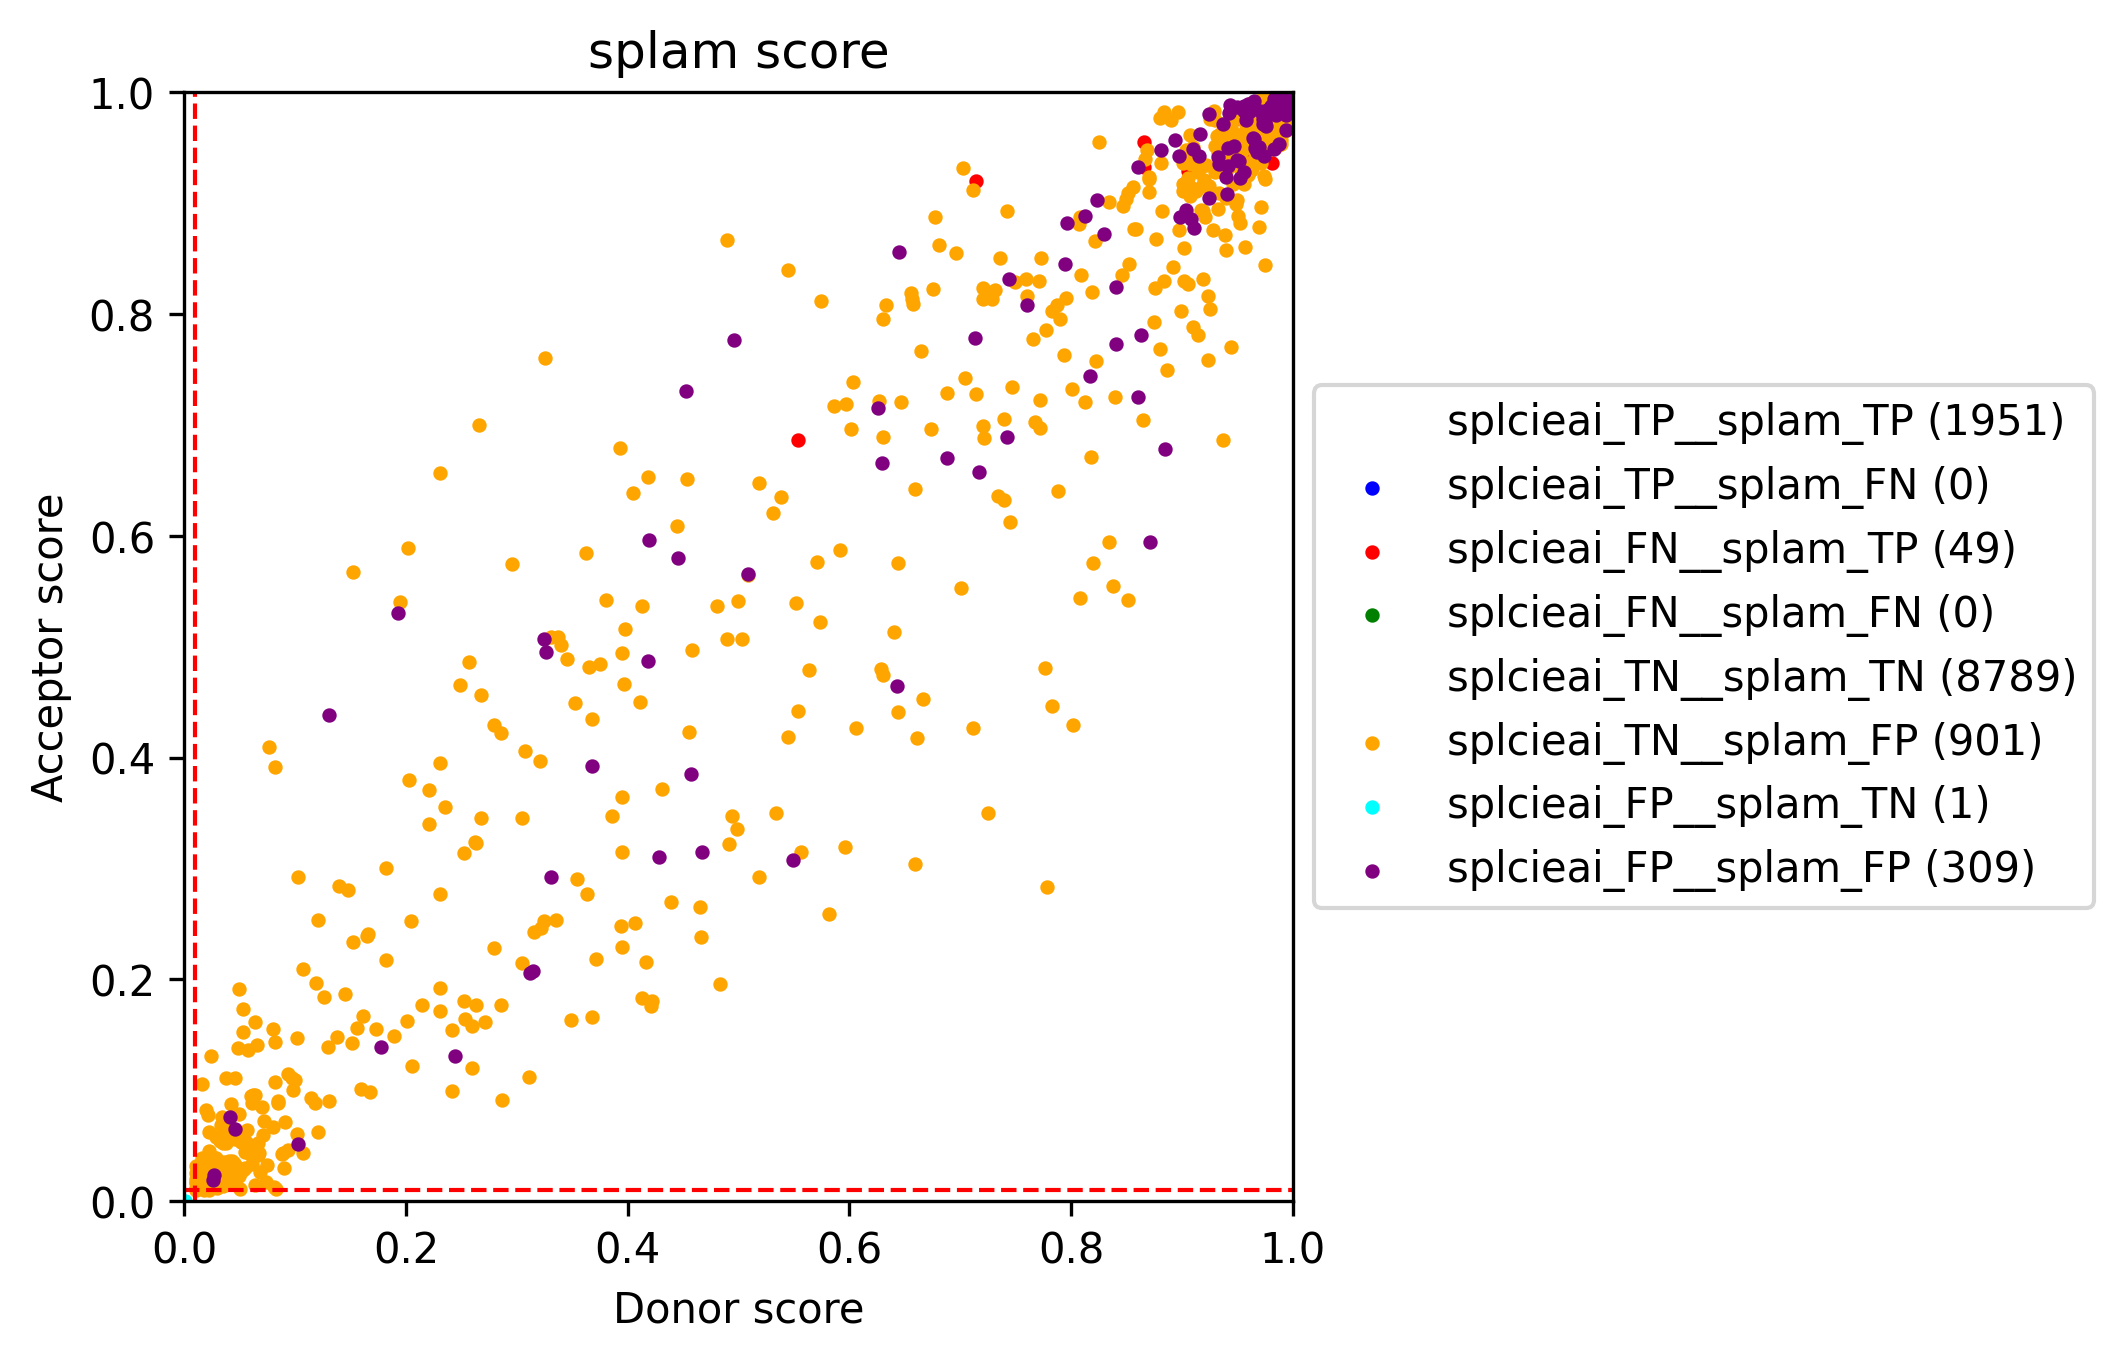 splam score
1.0
0.8
0.6
0.4
0.2
0.0
Acceptor score
0.0 0.2 0.4 0.6 0.8 1.0
Donor score
splcieai_TP__splam_TP (1951)
splcieai_TP__splam_FN (0)
splcieai_FN__splam_TP (49)
splcieai_FN__splam_FN (0)
splcieai_TN__splam_TN (8789)
splcieai_TN__splam_FP (901)
splcieai_FP__splam_TN (1)
splcieai_FP__splam_FP (309)